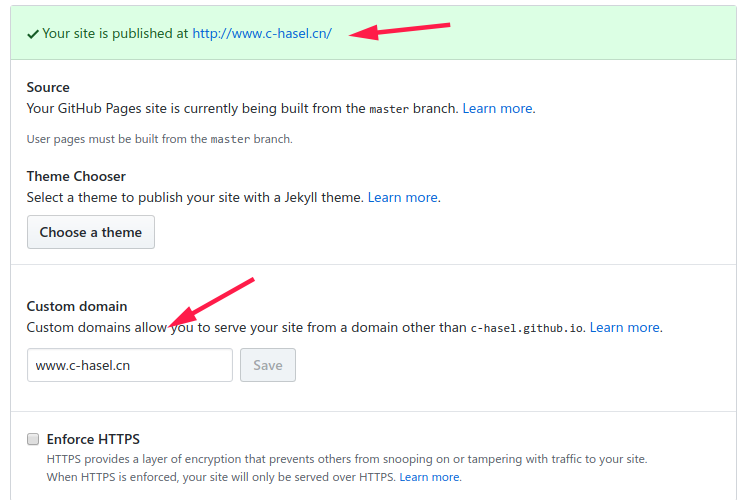 Your site is published at http://www.c-hasel.cn/
Source
Your GitHub Pages site is currently being built from the master branch. Learn more.
User pages must be built from the master branch.
Theme Chooser
Select a theme to publish your site with a Jekyll theme. Learn more.
Choose a theme
Custom domain
Custom domains allow you to serve your site from a domain other than c-hasel.github.io. Learn more.
www.c-hasel.cn Save
Enforce HTTPS
HTTPS provides a layer of encryption that prevents others from snooping on or tampering with traffic to your site.
When HTTPS is enforced, your site will only be served over HTTPS. Learn more.